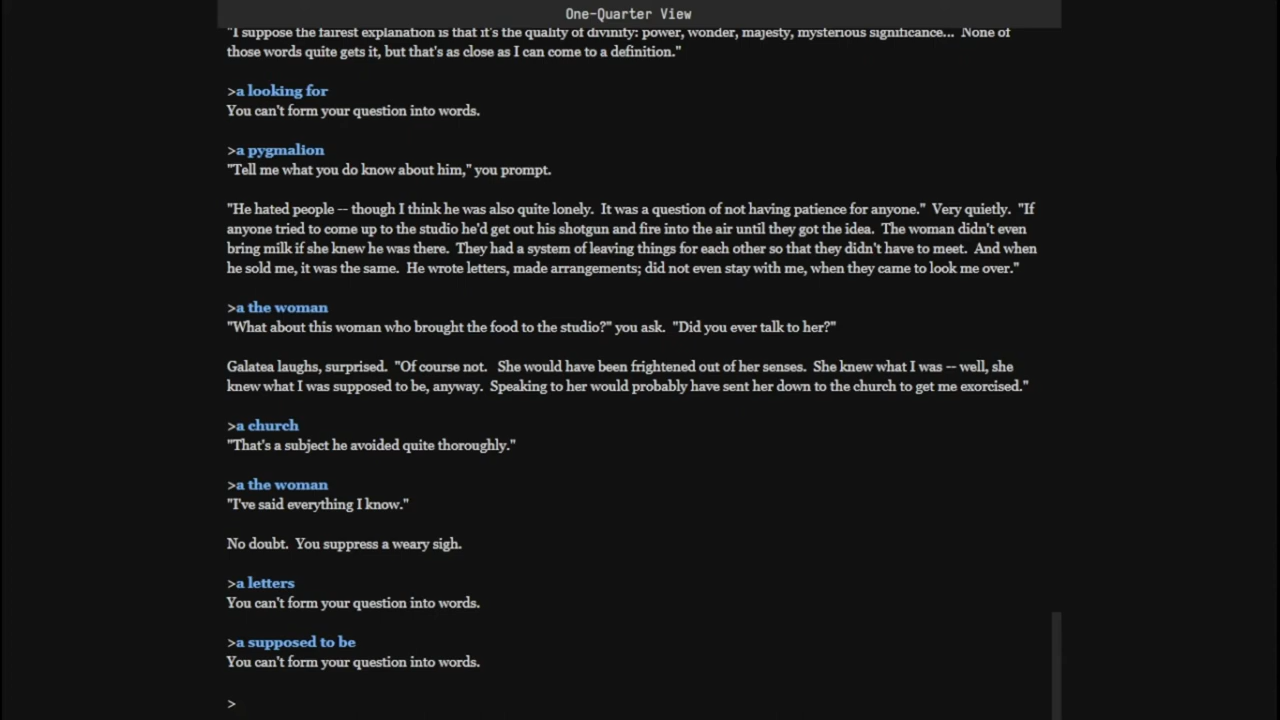 One-Quarter View
"I suppose the fairest explanation is that it's the quality of divinity: power, wonder, majesty, mysterious significance...  None of
those words quite gets it, but that's as close as I can come to a definition."
>a looking for
You can't form your question into words.
>a pygmalion
"Tell me what you do know about him," you prompt.
"He hated people -- though I think he was also quite lonely.  It was a question of not having patience for anyone."  Very quietly.  "If
anyone tried to come up to the studio he'd get out his shotgun and fire into the air until they got the idea.  The woman didn't even
bring milk if she knew he was there.  They had a system of leaving things for each other so that they didn't have to meet.  And when
he sold me, it was the same.  He wrote letters, made arrangements; did not even stay with me, when they came to look me over."
>a the woman
"What about this woman who brought the food to the studio?" you ask.  "Did you ever talk to her?"
Galatea laughs, surprised.  "Of course not.   She would have been frightened out of her senses.  She knew what I was -- well, she
knew what I was supposed to be, anyway.  Speaking to her would probably have sent her down to the church to get me exorcised."
>a church
"That's a subject he avoided quite thoroughly."
>a the woman
"I've said everything I know."
No doubt.  You suppress a weary sigh.
>a letters
You can't form your question into words.
>a supposed to be
You can't form your question into words.
>